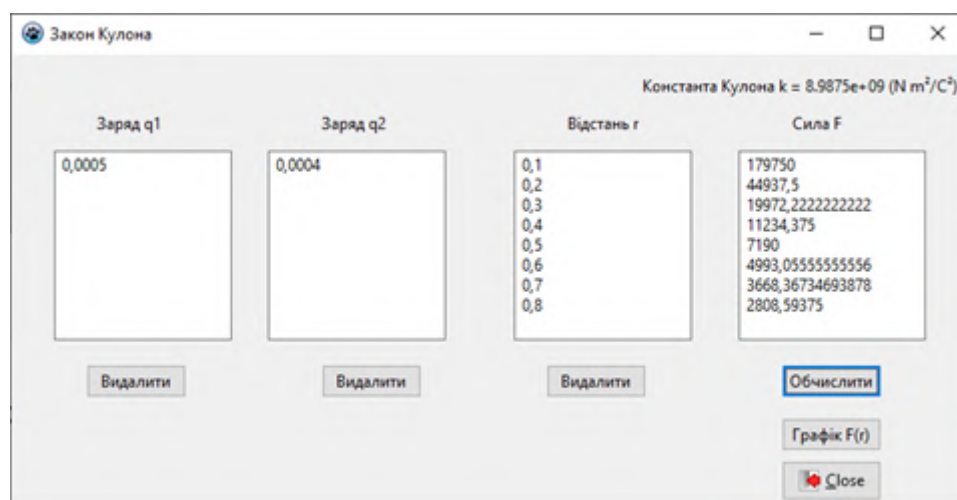 Закон Кулона
Константа Кулона k = 8.9875e+09 (N m²/C²)
Заряд q1
Заряд q2
Відстань r
Сила F
0,0005
0,0004
0,1
0,2
0,3
0,4
0,5
0,6
0,7
0,8
179750
44937,5
19972,2222222222
11234,375
7190
4993,05555555556
3668,36734693878
2808,59375
Видалити
Видалити
Видалити
Обчислити
Графік F(r)
Close